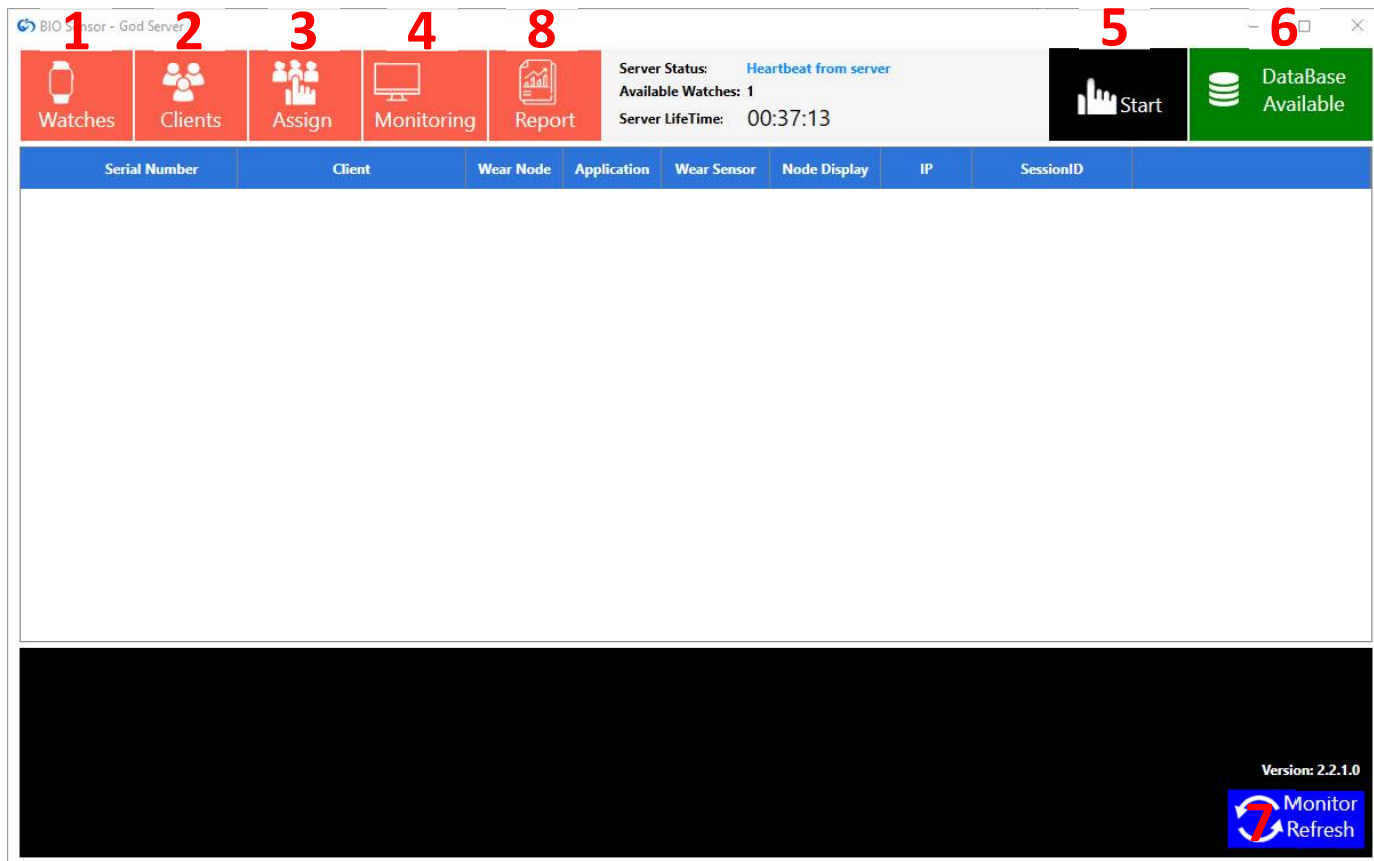 BIO Sensor - God Server
1 2 3 4 8 5 6
Watches
Clients
Assign
Monitoring
Report
Server Status: Heartbeat from server
Available Watches: 1
Server LifeTime: 00:37:13
Start
DataBase
Available
Serial Number Client Wear Node Application Wear Sensor Node Display IP SessionID
Version: 2.2.1.0
7
Monitor
Refresh